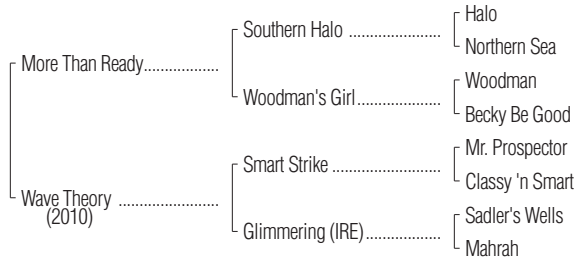 Halo
Southern Halo ....................
Northern Sea
More Than Ready..................
Woodman
Woodman's Girl...................
Becky Be Good
Mr. Prospector
Smart Strike .......................
Classy 'n Smart
Wave Theory .......................
(2010)
Sadler's Wells
Glimmering (IRE)................
Mahrah